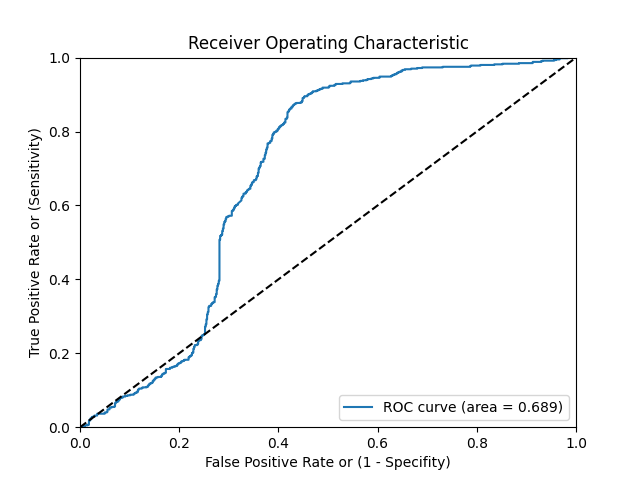 Receiver Operating Characteristic
True Positive Rate or (Sensitivity)
1.0
0.8
0.6
0.4
0.2
0.0
ROC curve (area = 0.689)
0.0 0.2 0.4 0.6 0.8 1.0
False Positive Rate or (1 - Specifity)